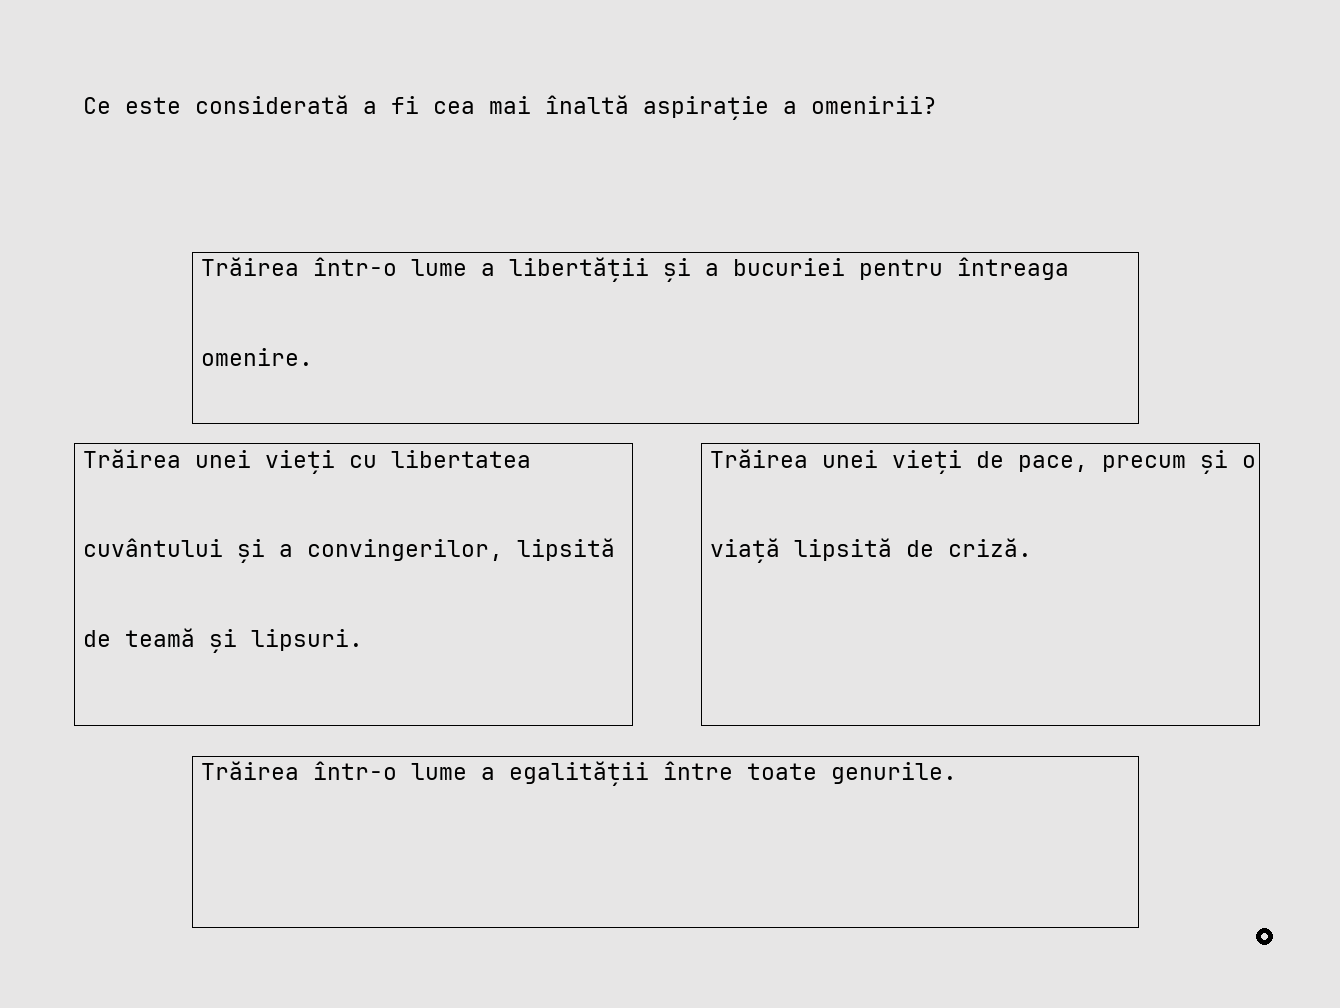 Ce este considerată a fi cea mai înaltă aspirație a omenirii?
Trăirea într-o lume a libertății și a bucuriei pentru întreaga
omenire.
Trăirea unei vieți cu libertatea
cuvântului și a convingerilor, lipsită
de teamă și lipsuri.
Trăirea unei vieți de pace, precum și o
viață lipsită de criză.
Trăirea într-o lume a egalității între toate genurile.